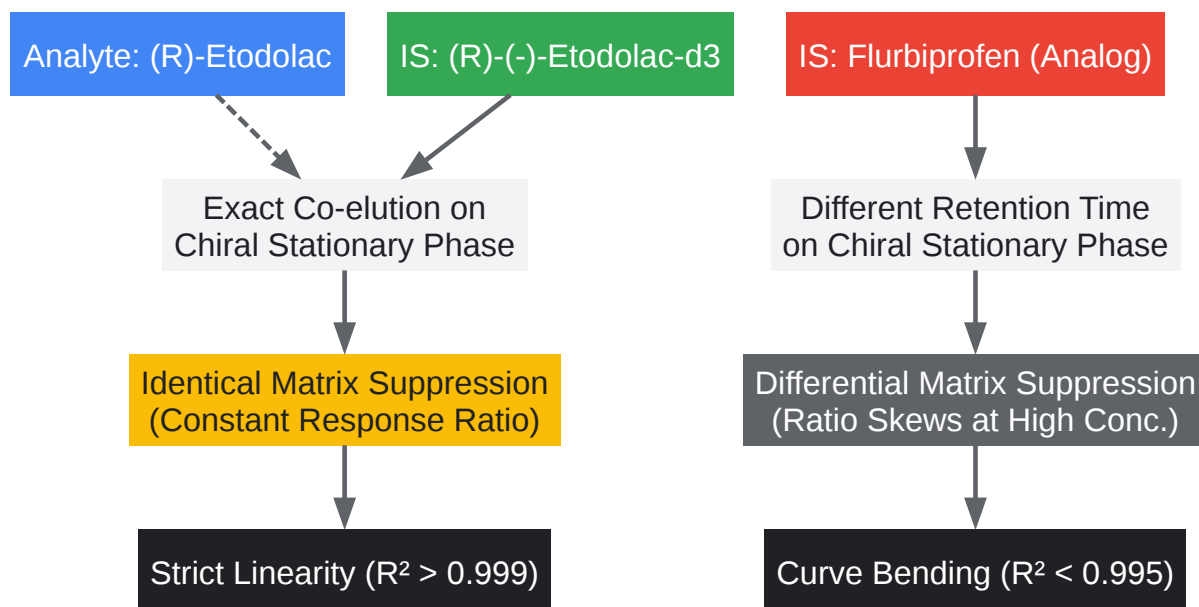 Analyte: (R)-Etodolac
IS: (R)-(-)-Etodolac-d3
IS: Flurbiprofen (Analog)
Exact Co-elution on
Chiral Stationary Phase
Different Retention Time
on Chiral Stationary Phase
Identical Matrix Suppression
(Constant Response Ratio)
Differential Matrix Suppression
(Ratio Skews at High Conc.)
Strict Linearity (R² > 0.999)
Curve Bending (R² < 0.995)